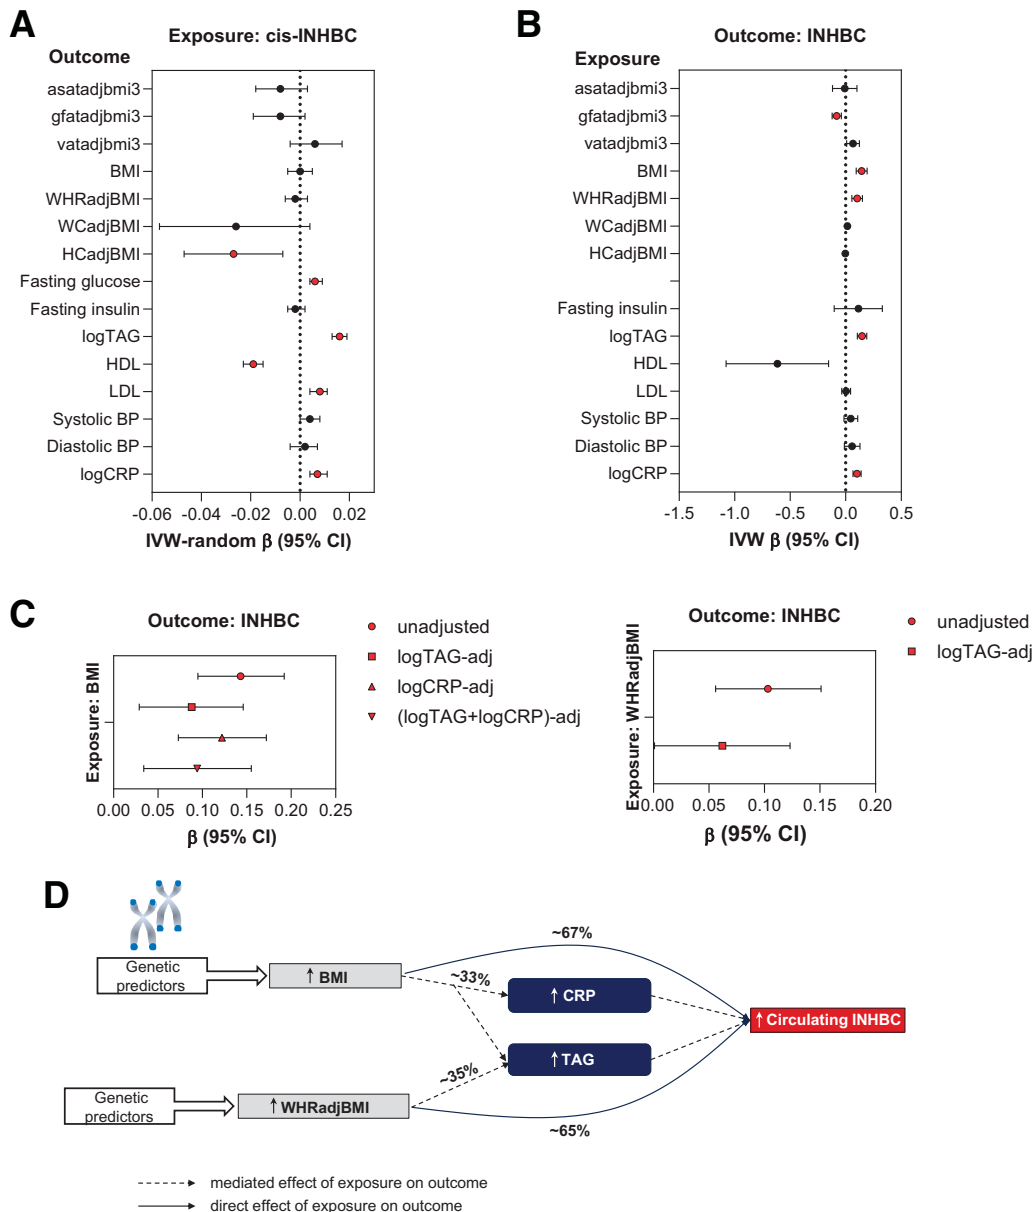 A
Exposure: cis-INHBC
Outcome
asatadjbmi3
gfatadjbmi3
vatadjbmi3
BMI
WHRadjBMI
WCadjBMI
HCadjBMI
Fasting glucose
Fasting insulin
logTAG
HDL
LDL
Systolic BP
Diastolic BP
logCRP
-0.06 -0.04 -0.02 0.00 0.02
IVW-random β (95% CI)
B
Outcome: INHBC
Exposure
asatadjbmi3
gfatadjbmi3
vatadjbmi3
BMI
WHRadjBMI
WCadjBMI
HCadjBMI
Fasting insulin
logTAG
HDL
LDL
Systolic BP
Diastolic BP
logCRP
-1.5 -1.0 -0.5 0.0 0.5
IVW β (95% CI)
C
Outcome: INHBC
Exposure: BMI
0.00 0.05 0.10 0.15 0.20 0.25
β (95% CI)
unadjusted
logTAG-adj
logCRP-adj
(logTAG+logCRP)-adj
Outcome: INHBC
Exposure: WHRadjBMI
0.00 0.05 0.10 0.15 0.20
β (95% CI)
unadjusted
logTAG-adj
D
Genetic
predictors
↑ BMI
~67%
~33%
↑ CRP
↑ Circulating INHBC
↑ TAG
~35%
Genetic
predictors
↑ WHRadjBMI
~65%
mediated effect of exposure on outcome
direct effect of exposure on outcome